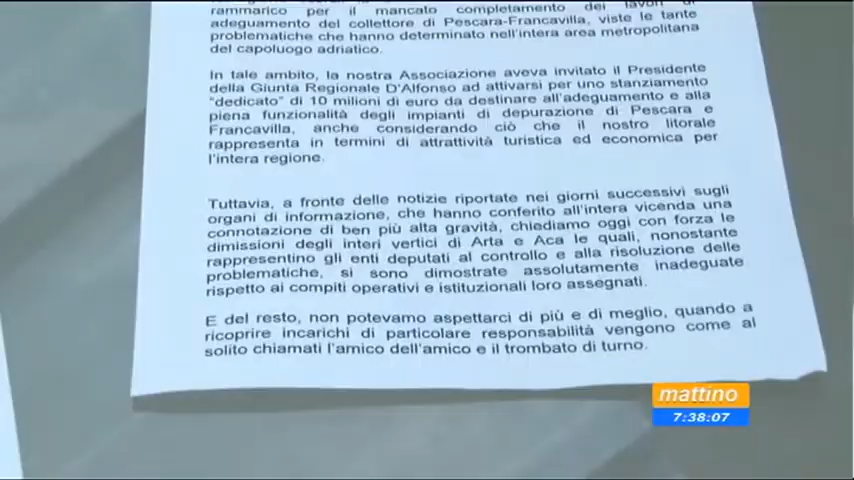 rammarico per il mancato completamento dei lavori di
adeguamento del collettore di Pescara-Francavilla, viste le tante
problematiche che hanno determinato nell'intera area metropolitana
del capoluogo adriatico.
In tale ambito, la nostra Associazione aveva invitato il Presidente
della Giunta Regionale D'Alfonso ad attivarsi per uno stanziamento
"dedicato" di 10 milioni di euro da destinare all'adeguamento e alla
piena funzionalità degli impianti di depurazione di Pescara e
Francavilla, anche considerando ciò che il nostro litorale
rappresenta in termini di attrattività turistica ed economica per
l'intera regione.
Tuttavia, a fronte delle notizie riportate nei giorni successivi sugli
organi di informazione, che hanno conferito all'intera vicenda una
connotazione di ben più alta gravità, chiediamo oggi con forza le
dimissioni degli interi vertici di Arta e Aca le quali, nonostante
rappresentino gli enti deputati al controllo e alla risoluzione delle
problematiche, si sono dimostrate assolutamente inadeguate
rispetto ai compiti operativi e istituzionali loro assegnati.
E del resto, non potevamo aspettarci di più e di meglio, quando a
ricoprire incarichi di particolare responsabilità vengono come al
solito chiamati l'amico dell'amico e il trombato di turno.
mattino
7:38:07